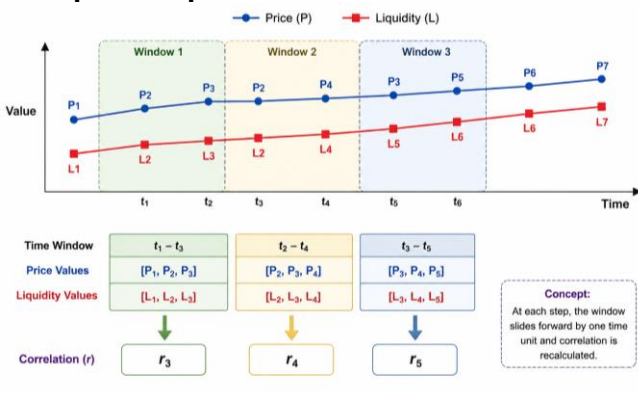 Price (P) Liquidity (L)
Window 1 Window 2 Window 3
Value
P1 P2 P3 P2 P4 P3 P5 P6 P7
L1 L2 L3 L2 L4 L5 L6 L6 L7
t₁ t₂ t₃ t₄ t₅ t₆ Time
Time Window t₁ – t₃ t₂ – t₄ t₃ – t₅
Price Values [P₁, P₂, P₃] [P₂, P₃, P₄] [P₃, P₄, P₅]
Liquidity Values [L₁, L₂, L₃] [L₂, L₃, L₄] [L₃, L₄, L₅]
Correlation (r) r₃ r₄ r₅
Concept:
At each step, the window
slides forward by one time
unit and correlation is
recalculated.